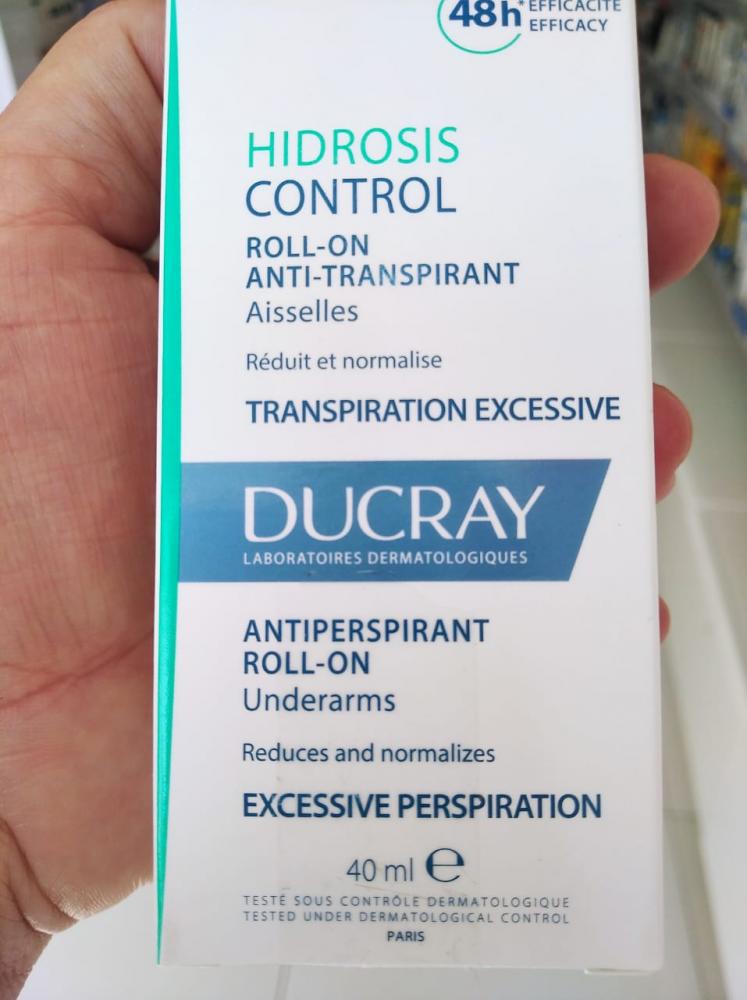 48h* EFFICACITÉ
EFFICACY
HIDROSIS
CONTROL
ROLL-ON
ANTI-TRANSPIRANT
Aisselles
Réduit et normalise
TRANSPIRATION EXCESSIVE
DUCRAY
LABORATOIRES DERMATOLOGIQUES
ANTIPERSPIRANT
ROLL-ON
Underarms
Reduces and normalizes
EXCESSIVE PERSPIRATION
40 ml ℮
TESTÉ SOUS CONTRÔLE DERMATOLOGIQUE
TESTED UNDER DERMATOLOGICAL CONTROL
PARIS